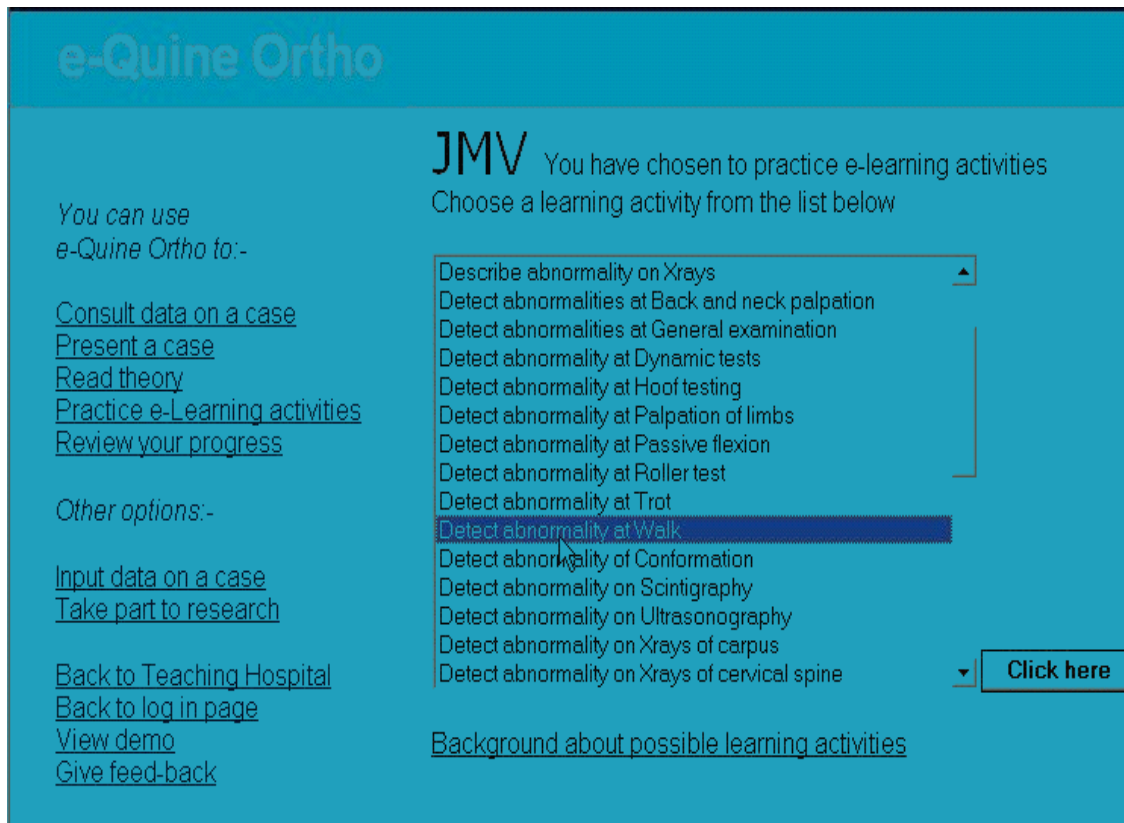 e-Quine Ortho
JMV You have chosen to practice e-learning activities
Choose a learning activity from the list below
You can use
e-Quine Ortho to:-
Consult data on a case
Present a case
Read theory
Practice e-Learning activities
Review your progress
Other options:-
Input data on a case
Take part to research
Back to Teaching Hospital
Back to log in page
View demo
Give feed-back
Describe abnormality on Xrays
Detect abnormalities at Back and neck palpation
Detect abnormalities at General examination
Detect abnormality at Dynamic tests
Detect abnormality at Hoof testing
Detect abnormality at Palpation of limbs
Detect abnormality at Passive flexion
Detect abnormality at Roller test
Detect abnormality at Trot
Detect abnormality at Walk
Detect abnormality of Conformation
Detect abnormality on Scintigraphy
Detect abnormality on Ultrasonography
Detect abnormality on Xrays of carpus
Detect abnormality on Xrays of cervical spine
Click here
Background about possible learning activities